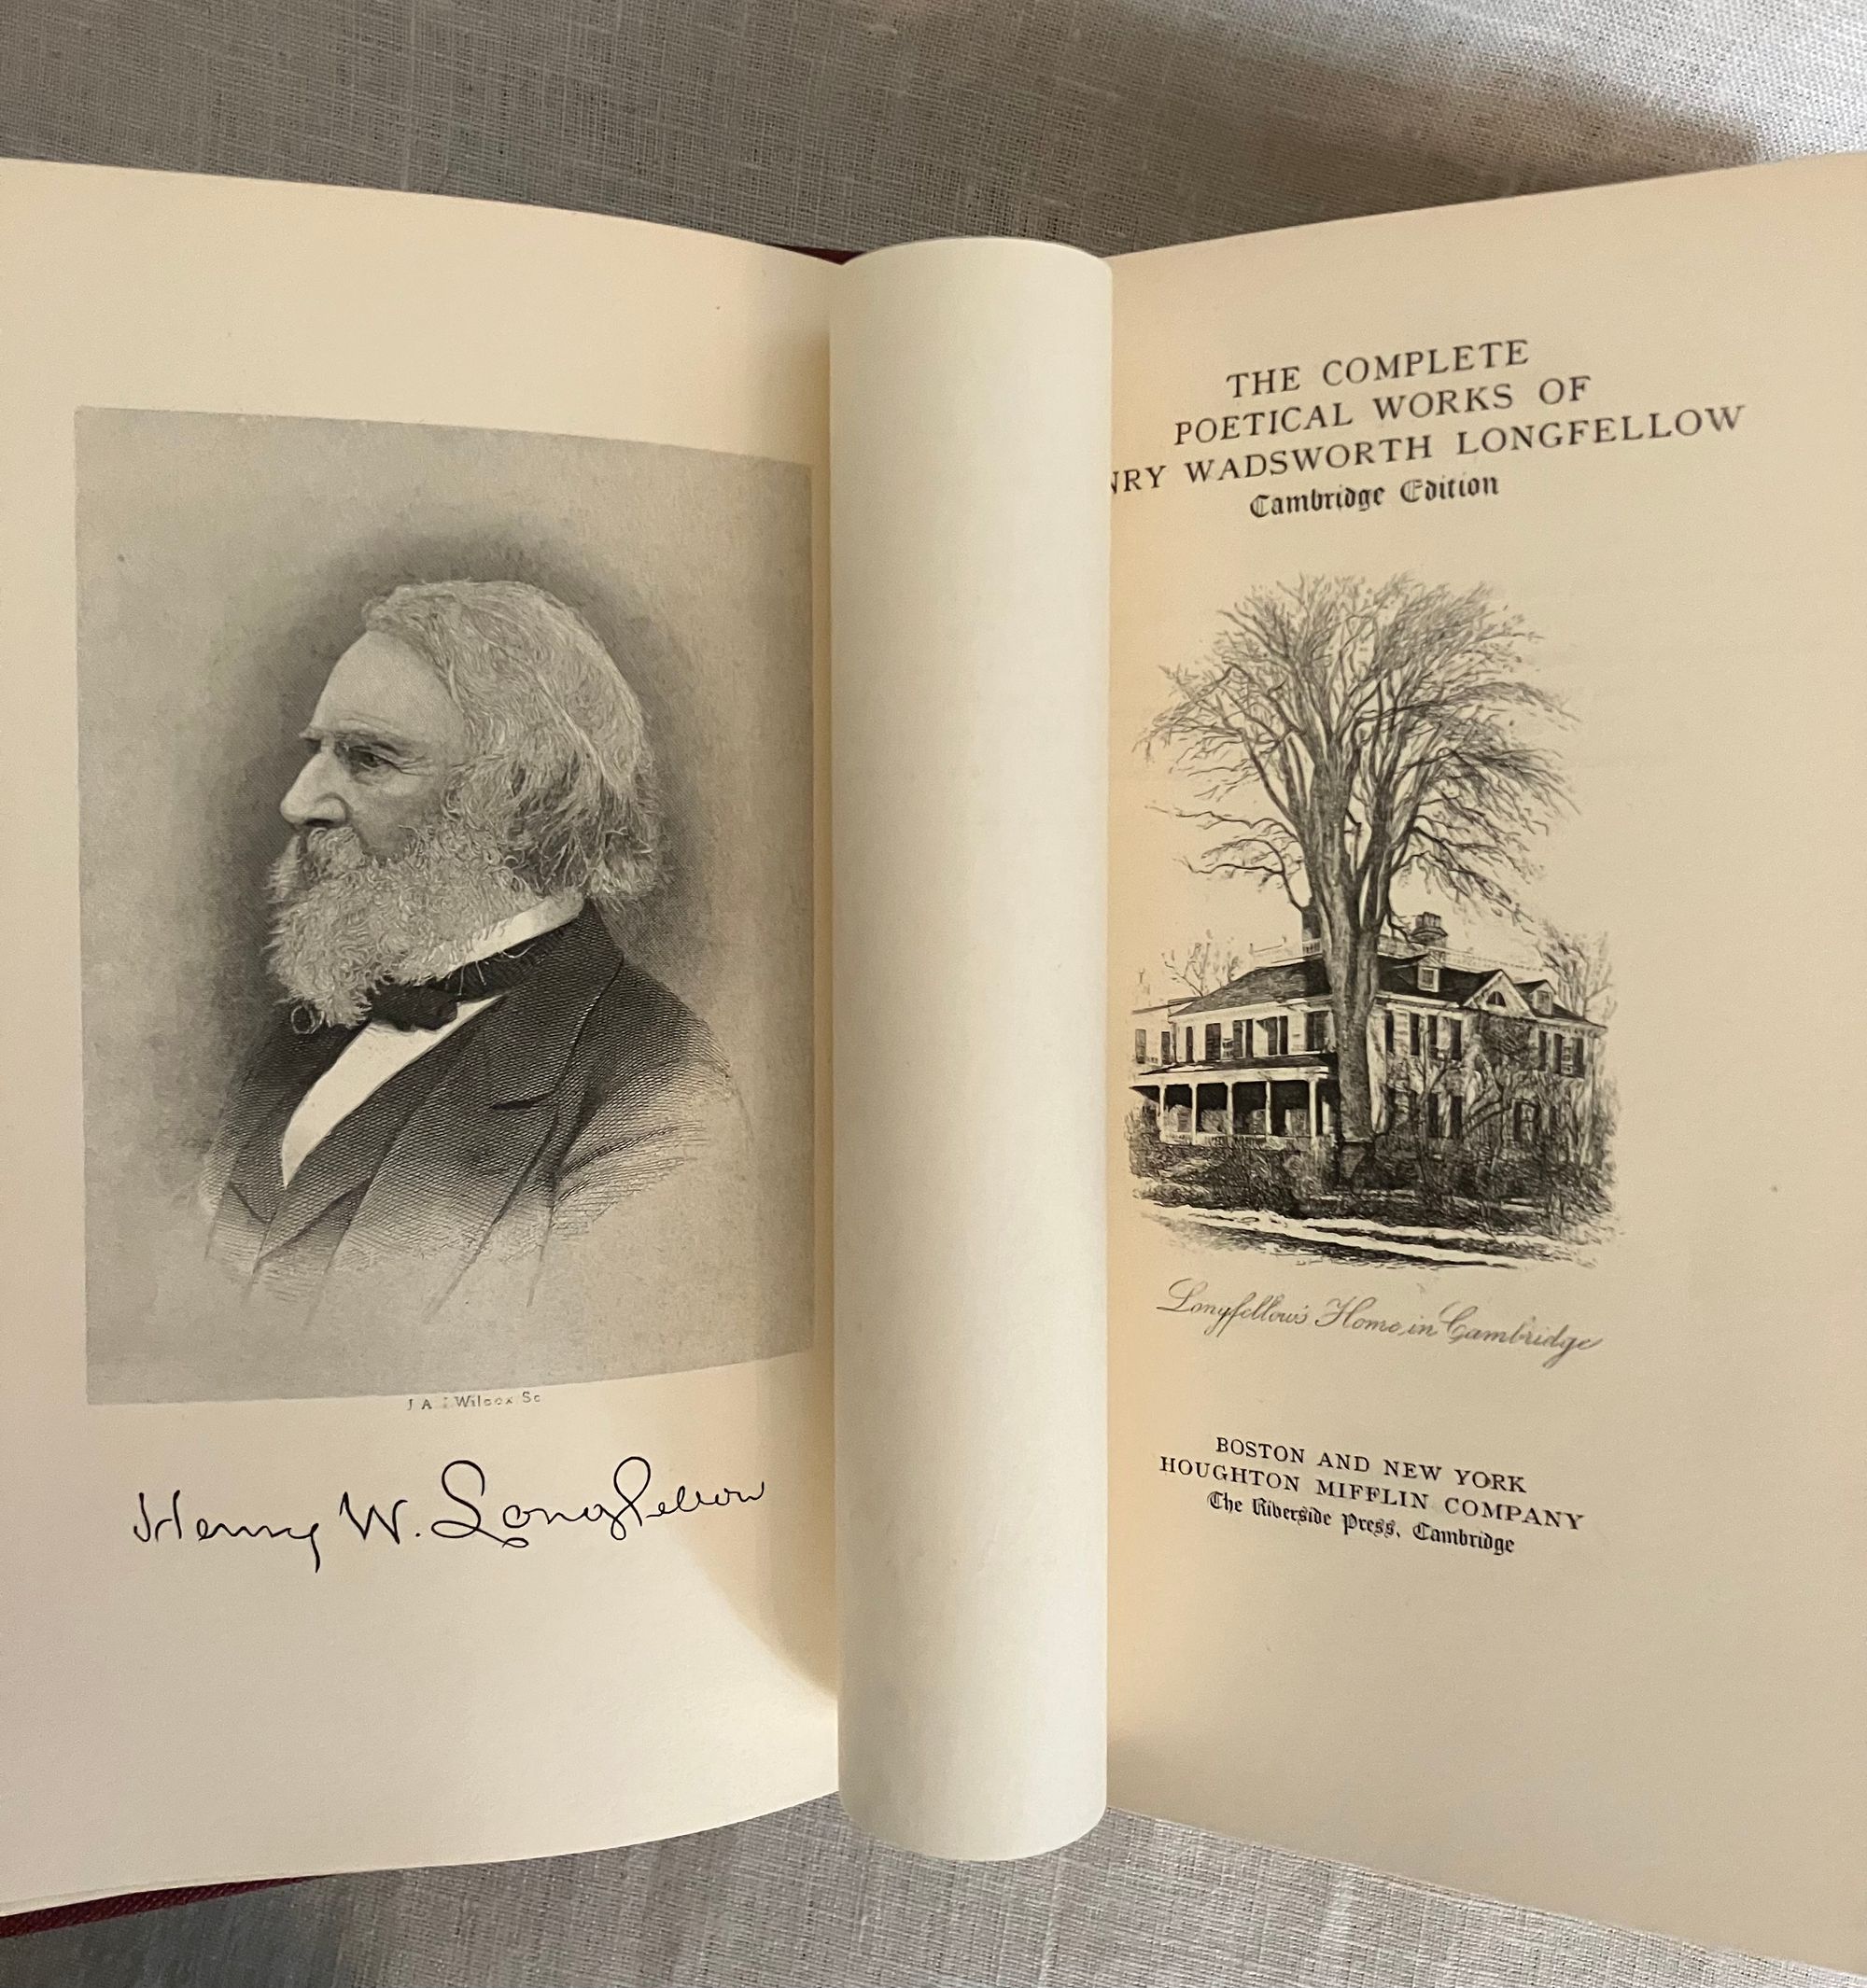 J A J Wilcox Sc
Henry W. Longfellow
THE COMPLETE
POETICAL WORKS OF
NRY WADSWORTH LONGFELLOW
Cambridge Edition
Longfellow's Home, in Cambridge
BOSTON AND NEW YORK
HOUGHTON MIFFLIN COMPANY
The Riverside Press, Cambridge